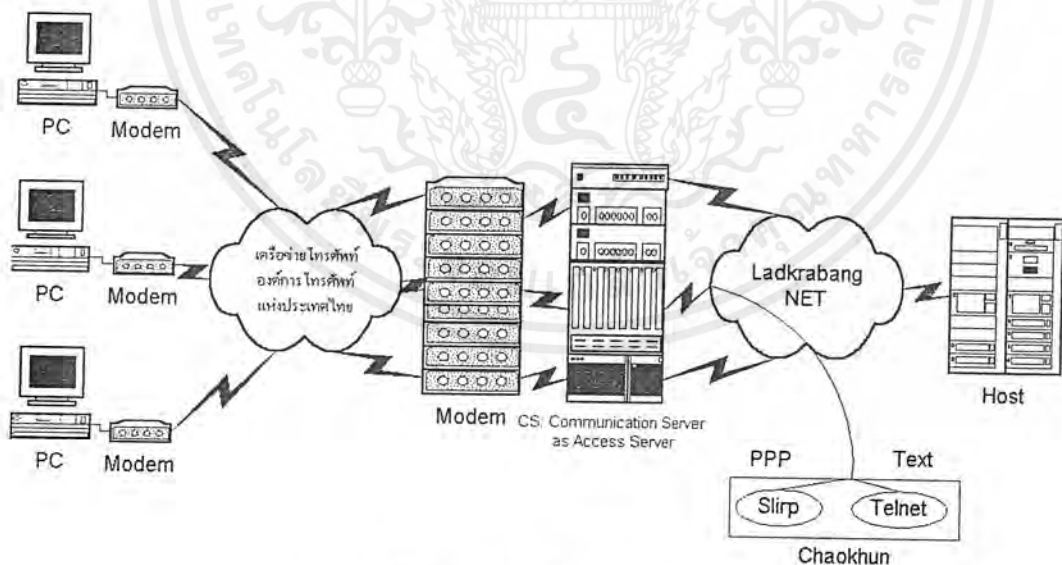 PC
Modem
PC
Modem
PC
Modem
เครือข่ายโทรศัพท์
องค์การโทรศัพท์
แห่งประเทศไทย
Modem
CS/ Communication Server
as Access Server
Ladkrabang
NET
Host
PPP
Text
Slirp
Telnet
Chaokhun